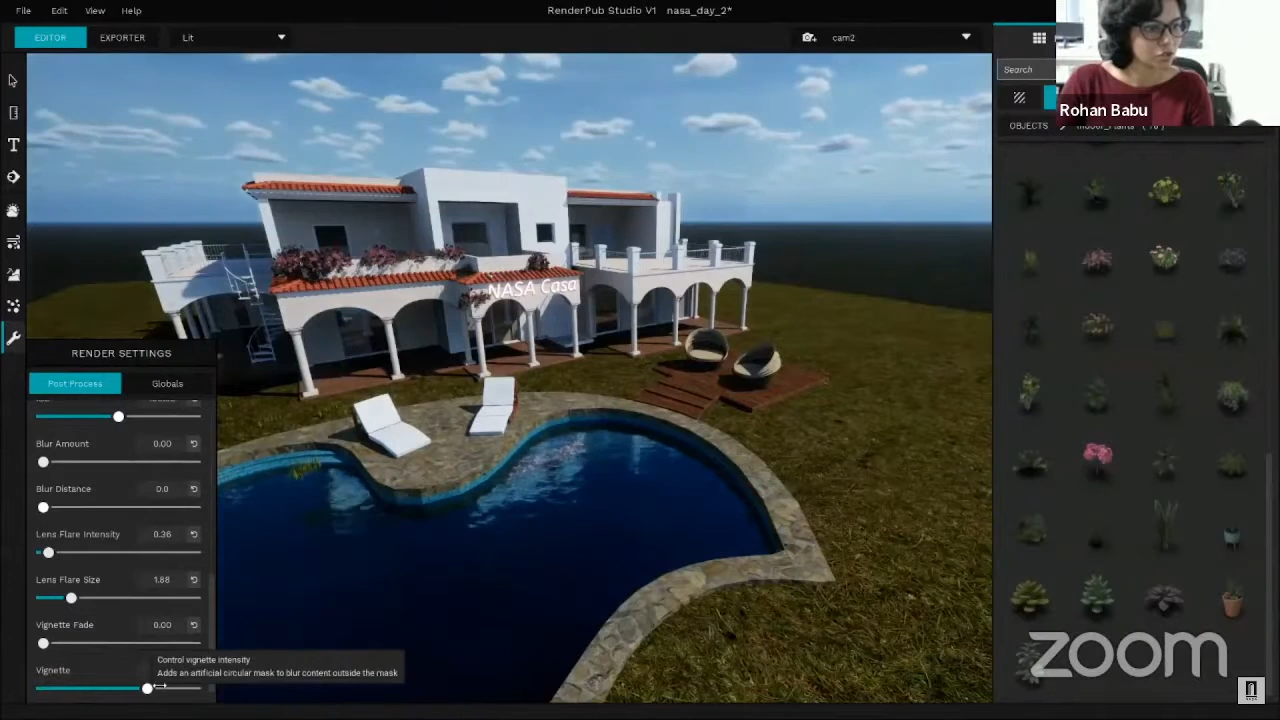 File Edit View Help
RenderPub Studio V1 nasa_day_2*
EDITOR EXPORTER Lit
cam2
Search
Rohan Babu
OBJECTS
NASA Casa
RENDER SETTINGS
Post Process Globals
Blur Amount 0.00
Blur Distance 0.0
Lens Flare Intensity 0.36
Lens Flare Size 1.88
Vignette Fade 0.00
Vignette
Control vignette intensity
Adds an artificial circular mask to blur content outside the mask
zoom